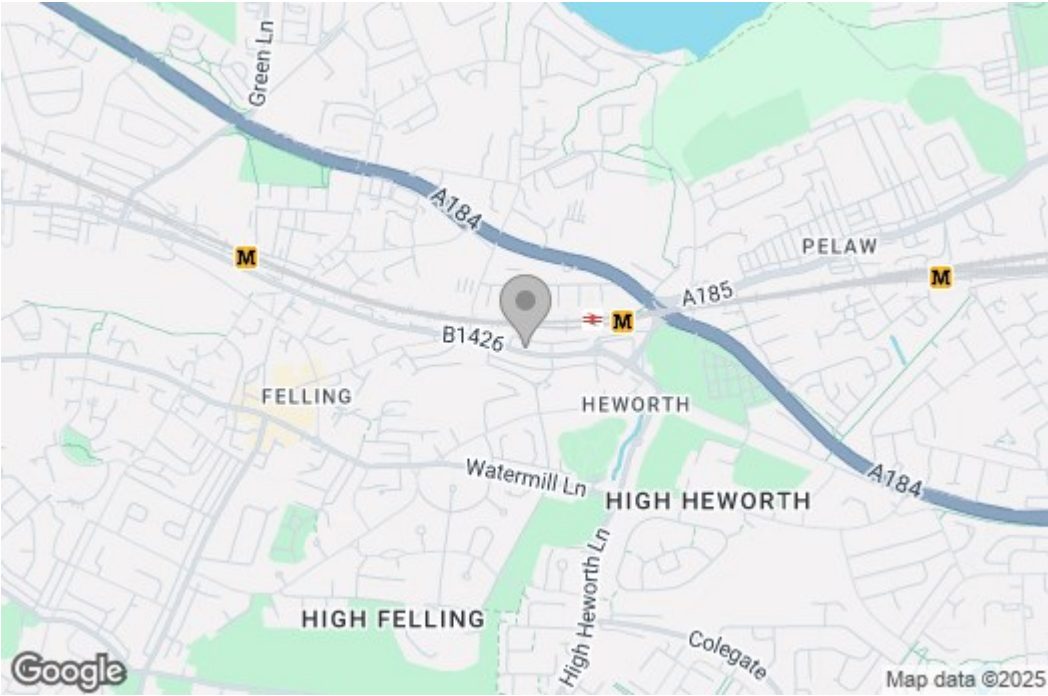 Green Ln
A184
PELAW
M
M
A185
M
B1426
FELLING
HEWORTH
Watermill Ln
A184
HIGH HEWORTH
High Heworth Ln
HIGH FELLING
Colegate
Google
Map data ©2025